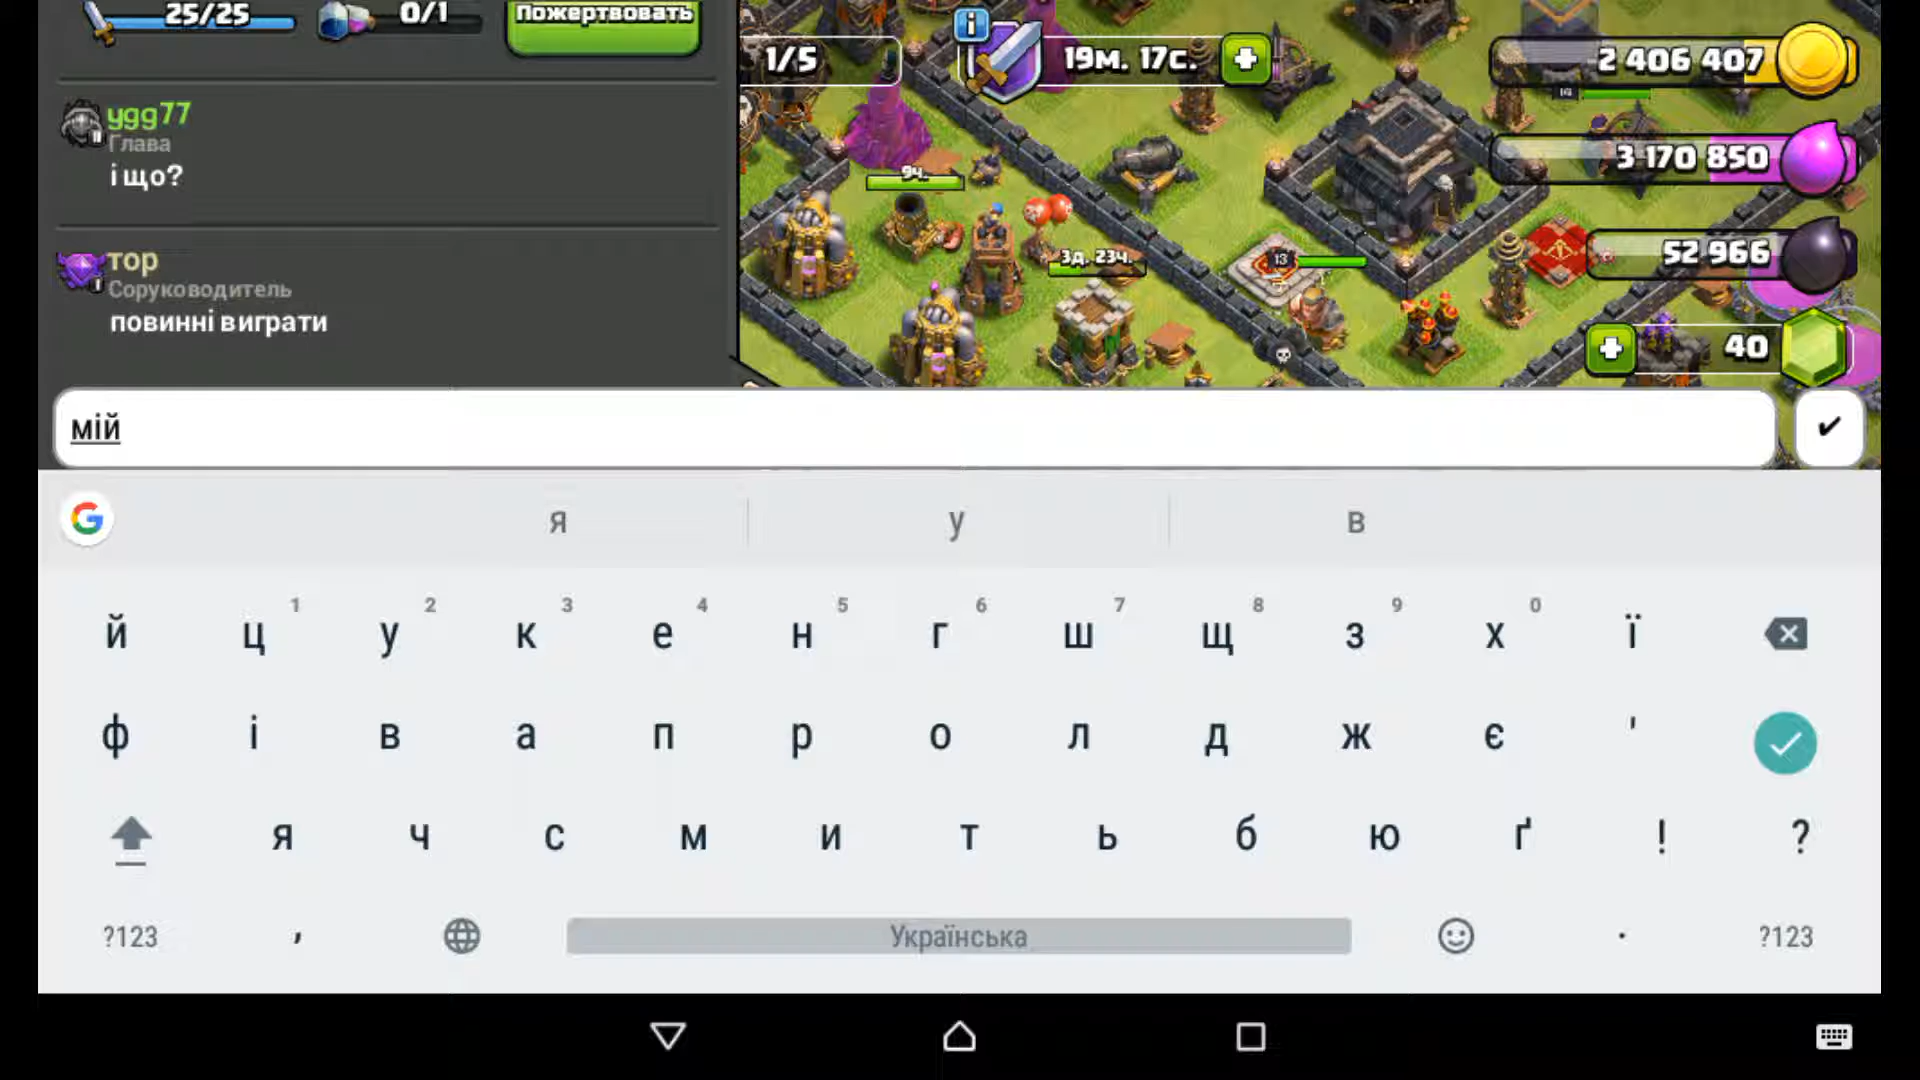 25/25
0/1
Пожертвовать
1/5
19м. 17с.
2 406 407
ygg77
Глава
і що?
3 170 850
9ч.
тор
Соруководитель
повинні виграти
3д. 23ч.
13
52 966
40
мій
я
у
в
й
ц 1
у 2
к 3
е 4
н 5
г 6
ш 7
щ 8
з 9
х 0
ї
ф
і
в
а
п
р
о
л
д
ж
є
'
я
ч
с
м
и
т
ь
б
ю
ґ
!
?
?123
,
Українська
.
?123